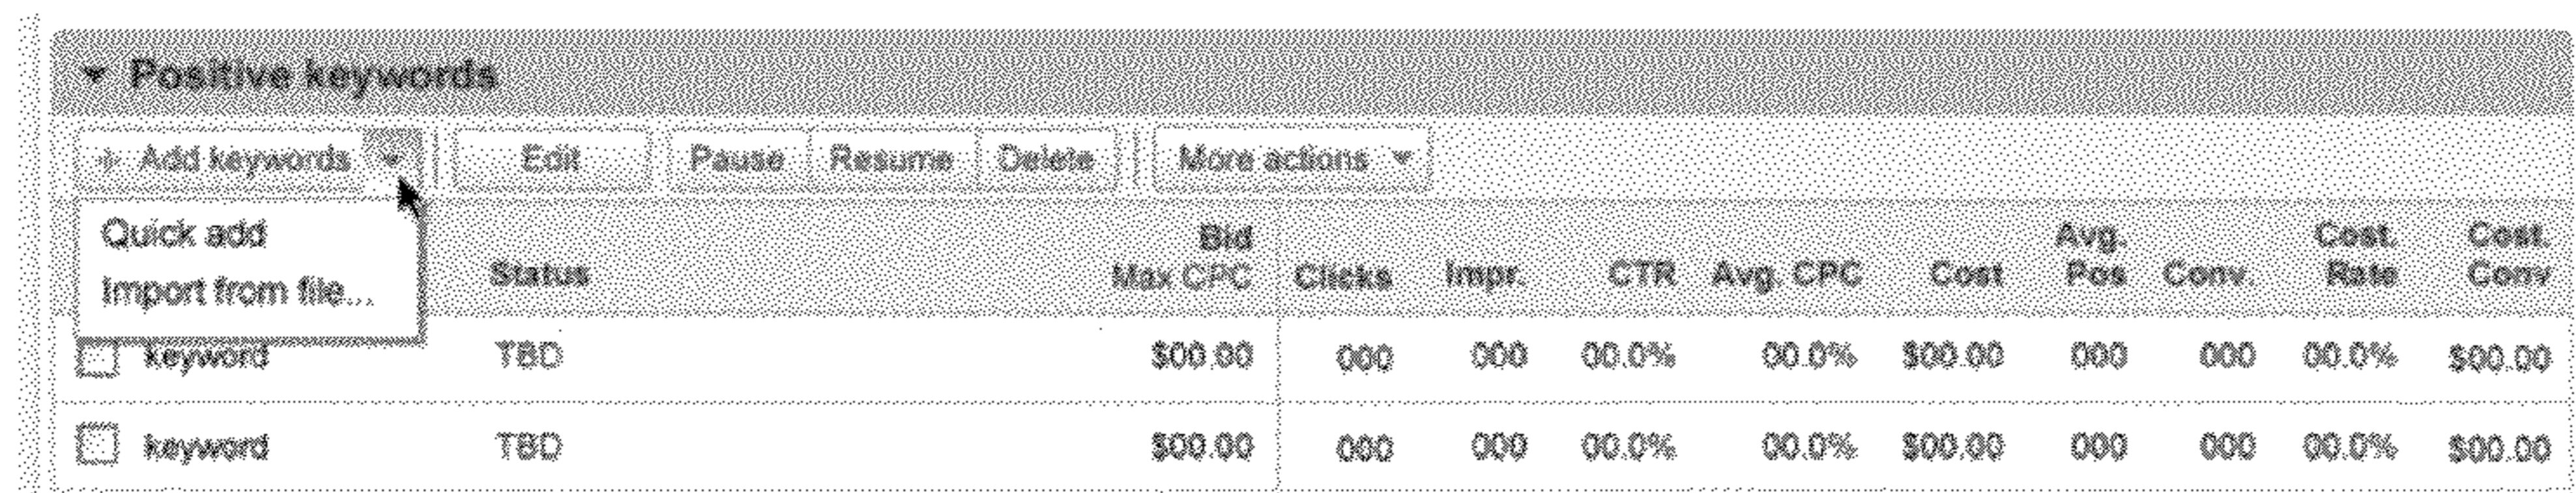 Positive keywords
+ Add keywords Edit Pause Resume Delete More actions
Quick add
Import from file...
Status Bid Max CPC Clicks Impr. CTR Avg. CPC Cost Avg. Pos Conv. Cost. Rate Cost. Conv
keyword TBD $00.00 000 000 00.0% 00.0% $00.00 000 000 00.0% $00.00
keyword TBD $00.00 000 000 00.0% 00.0% $00.00 000 000 00.0% $00.00